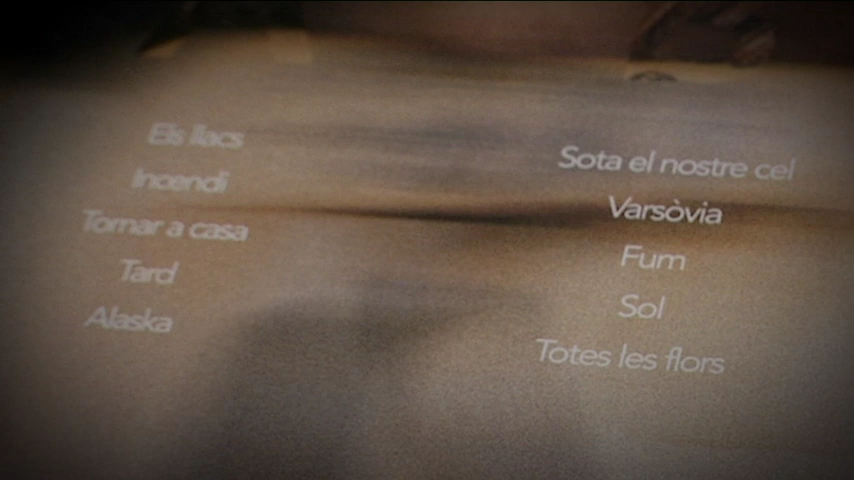 Els llacs
Incendi
Tornar a casa
Tard
Alaska
Sota el nostre cel
Varsòvia
Fum
Sol
Totes les flors